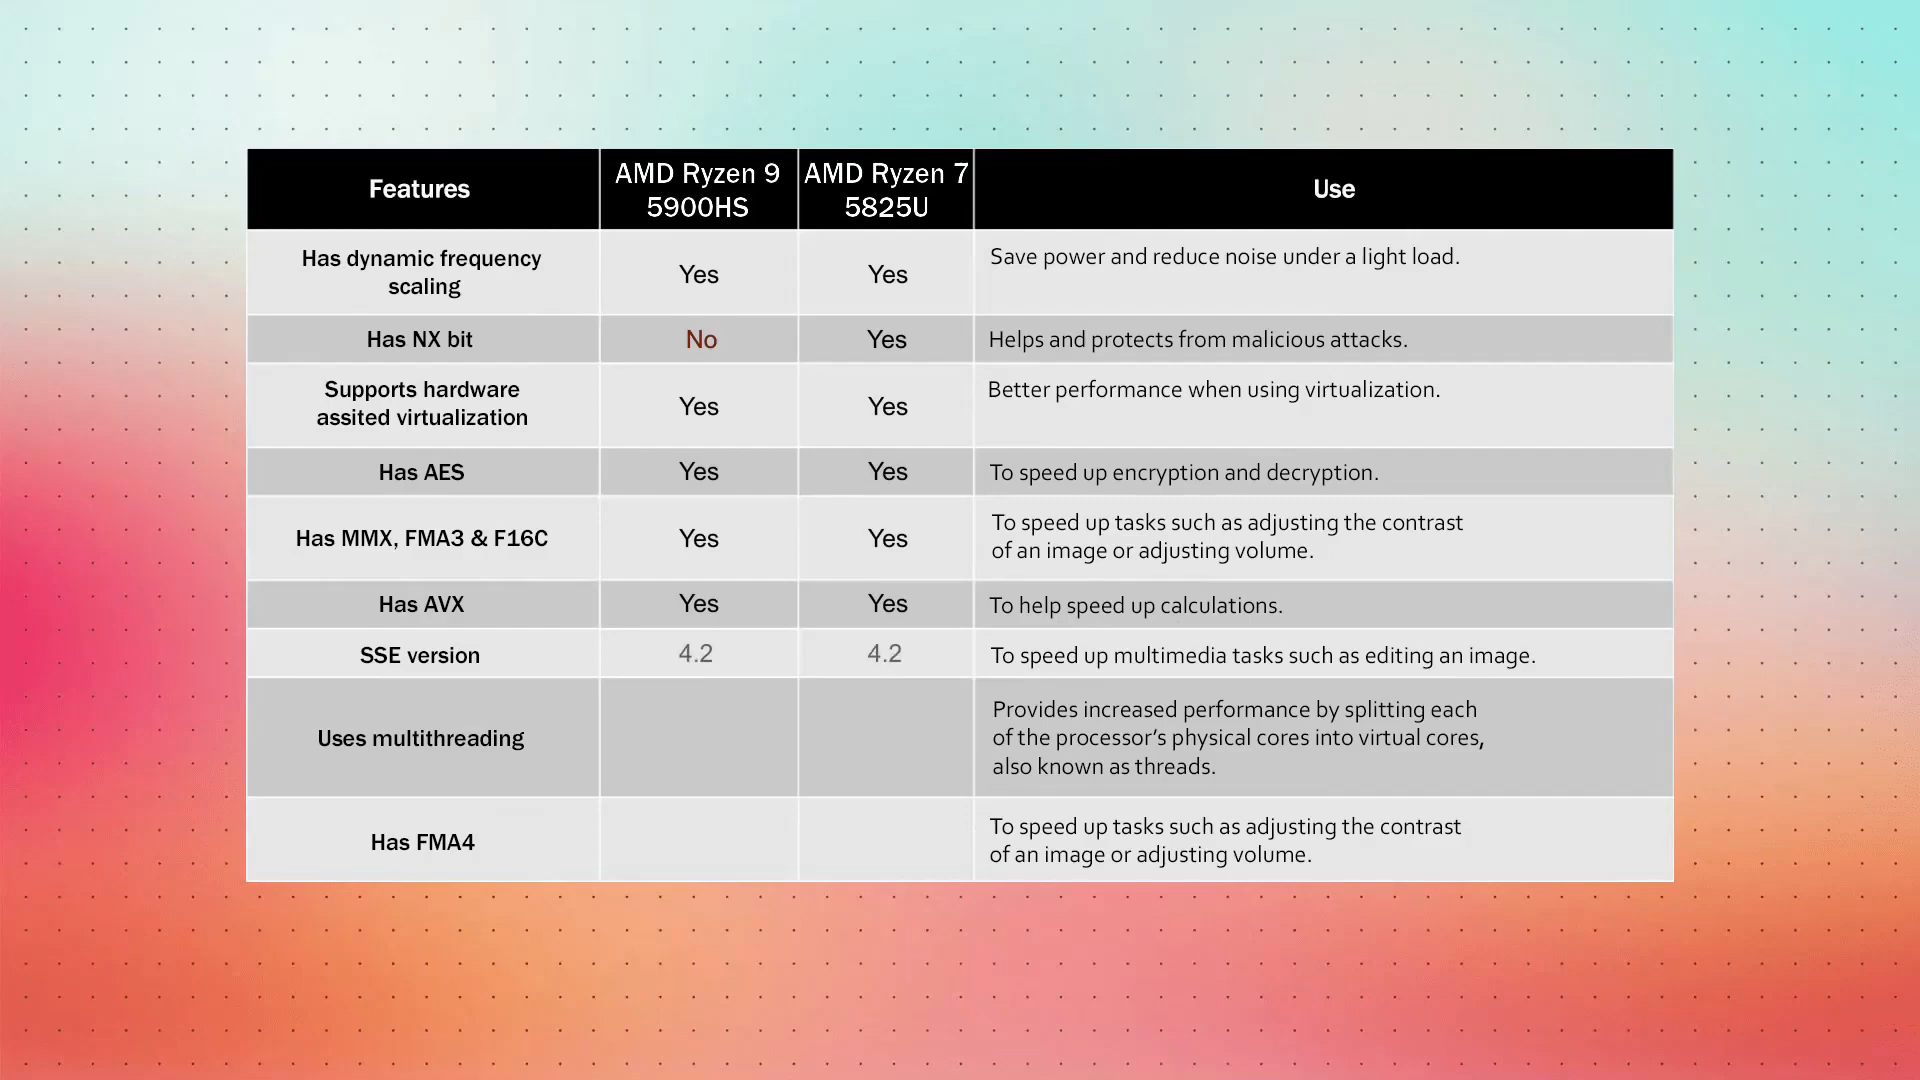 Features
AMD Ryzen 9
5900HS
AMD Ryzen 7
5825U
Use
Has dynamic frequency
scaling
Yes
Yes
Save power and reduce noise under a light load.
Has NX bit
No
Yes
Helps and protects from malicious attacks.
Supports hardware
assited virtualization
Yes
Yes
Better performance when using virtualization.
Has AES
Yes
Yes
To speed up encryption and decryption.
Has MMX, FMA3 & F16C
Yes
Yes
To speed up tasks such as adjusting the contrast
of an image or adjusting volume.
Has AVX
Yes
Yes
To help speed up calculations.
SSE version
4.2
4.2
To speed up multimedia tasks such as editing an image.
Uses multithreading
Provides increased performance by splitting each
of the processor's physical cores into virtual cores,
also known as threads.
Has FMA4
To speed up tasks such as adjusting the contrast
of an image or adjusting volume.